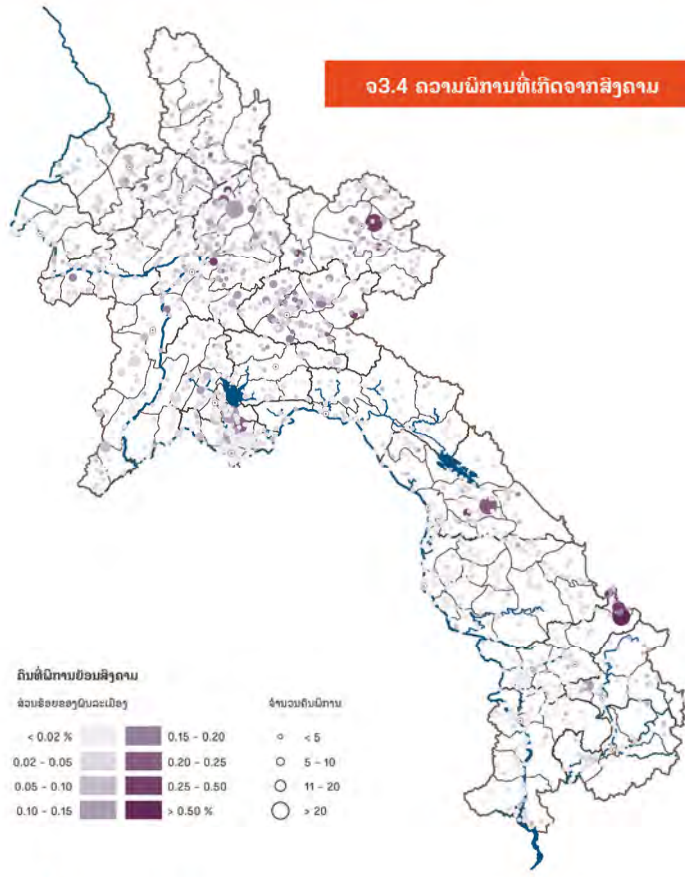 ຈ3.4 ຄວາມພິການທີ່ເກີດຈາກສົງຄາມ
ຄົນທີ່ພິການຍ້ອນສົງຄາມ
ສ່ວນຮ້ອຍຂອງພົນລະເມືອງ
ຈຳນວນຄົນພິການ
< 0.02 % 0.15 - 0.20 < 5
0.02 - 0.05 0.20 - 0.25 5 - 10
0.05 - 0.10 0.25 - 0.50 11 - 20
0.10 - 0.15 > 0.50 % > 20